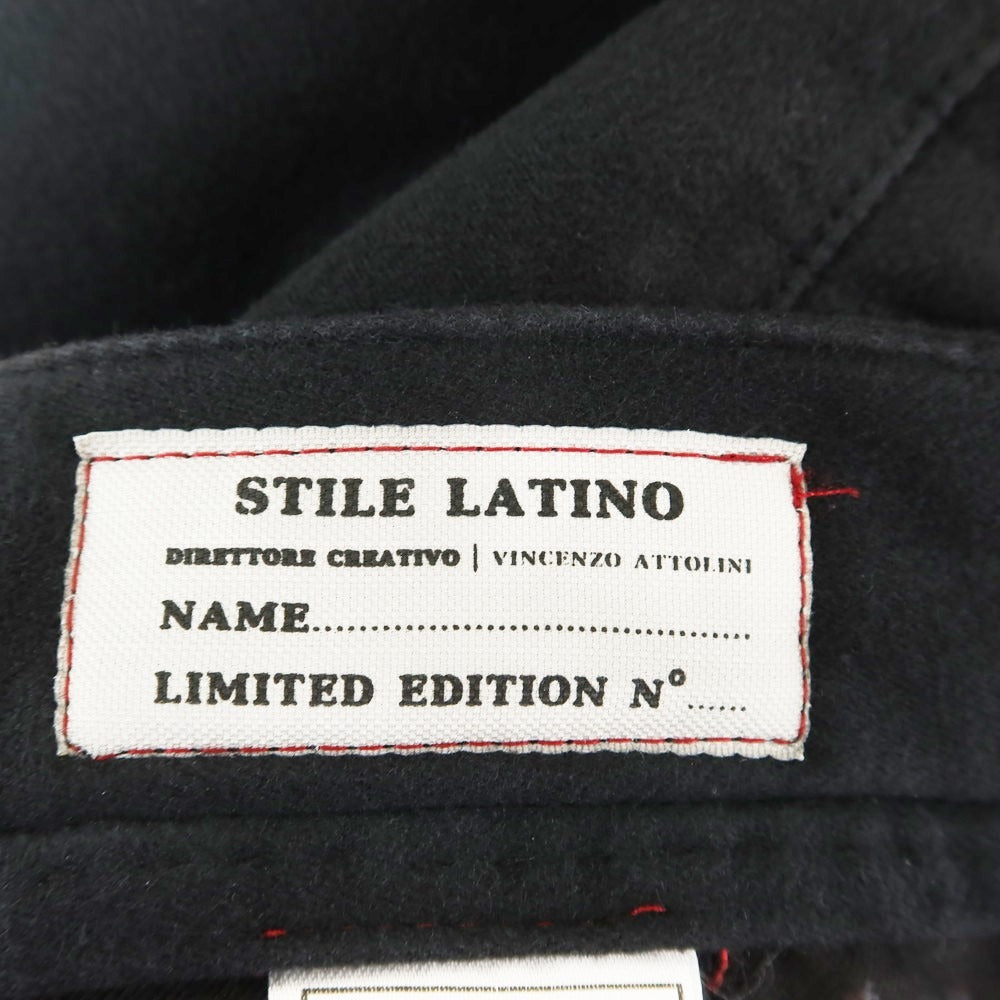 STILE LATINO
DIRETTORE CREATIVO | VINCENZO ATTOLINI
NAME.......................................
LIMITED EDITION N°......